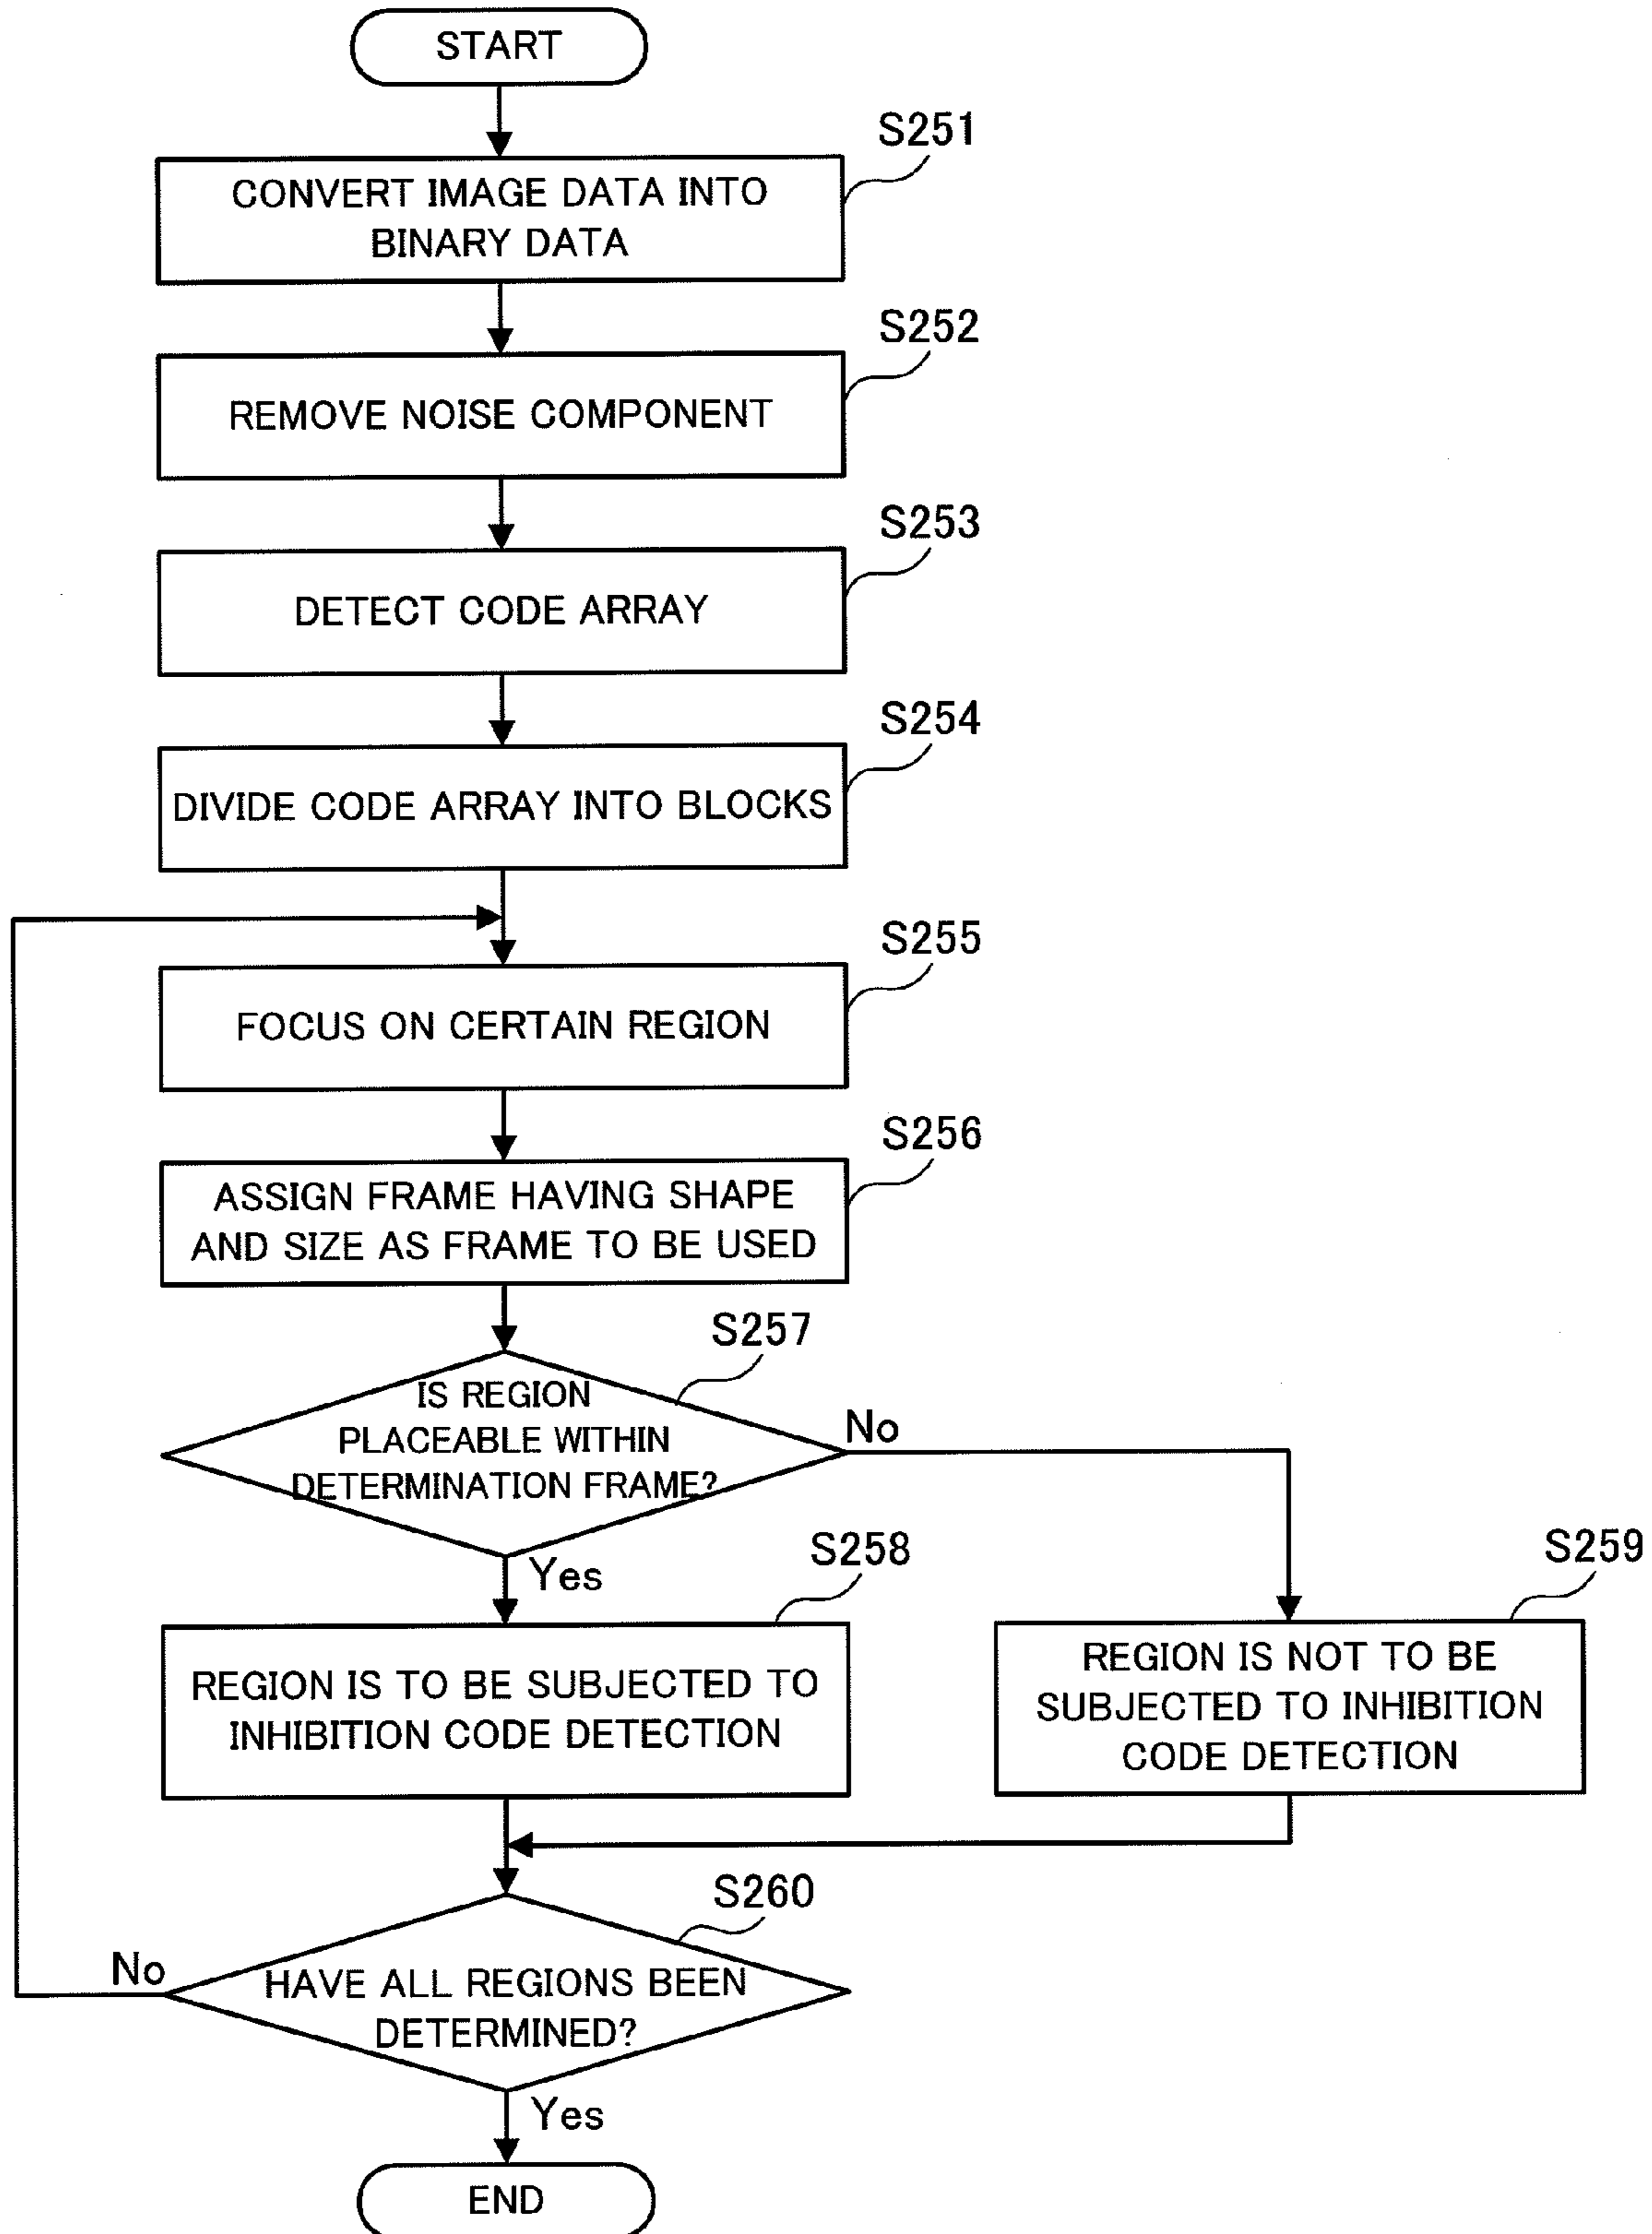 START
S251
CONVERT IMAGE DATA INTO
BINARY DATA
S252
REMOVE NOISE COMPONENT
S253
DETECT CODE ARRAY
S254
DIVIDE CODE ARRAY INTO BLOCKS
S255
FOCUS ON CERTAIN REGION
S256
ASSIGN FRAME HAVING SHAPE
AND SIZE AS FRAME TO BE USED
S257
IS REGION
PLACEABLE WITHIN
DETERMINATION FRAME?
No
Yes
S258
REGION IS TO BE SUBJECTED TO
INHIBITION CODE DETECTION
S259
REGION IS NOT TO BE
SUBJECTED TO INHIBITION
CODE DETECTION
S260
No
HAVE ALL REGIONS BEEN
DETERMINED?
Yes
END